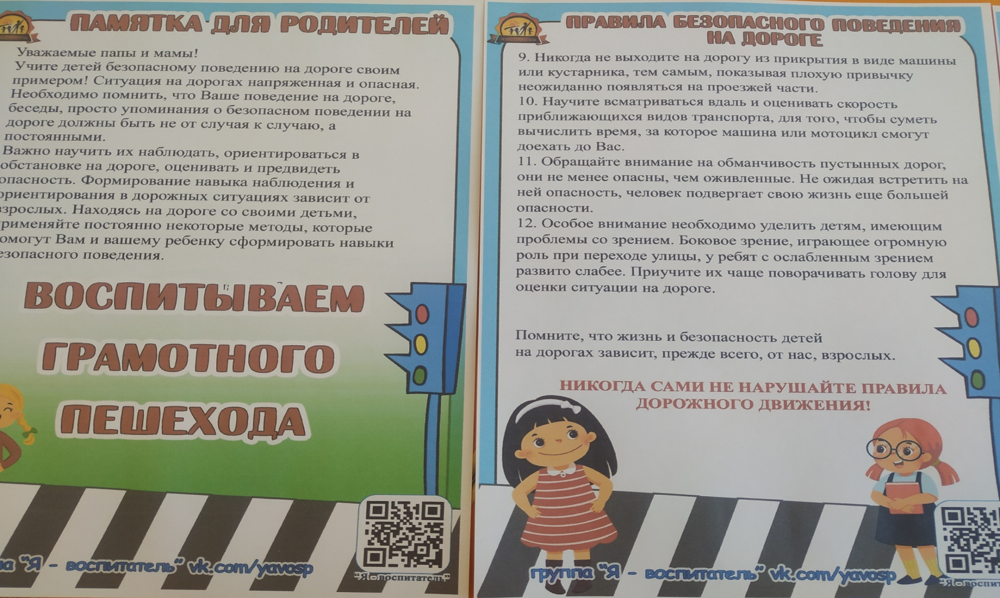 ПАМЯТКА ДЛЯ РОДИТЕЛЕЙ
Уважаемые папы и мамы!
Учите детей безопасному поведению на дороге своим
примером! Ситуация на дорогах напряженная и опасная.
Необходимо помнить, что Ваше поведение на дороге,
беседы, просто упоминания о безопасном поведении на
дороге должны быть не от случая к случаю, а
постоянными.
Важно научить их наблюдать, ориентироваться в
обстановке на дороге, оценивать и предвидеть
опасность. Формирование навыка наблюдения и
ориентирования в дорожных ситуациях зависит от
взрослых. Находясь на дороге со своими детьми,
рименяйте постоянно некоторые методы, которые
омогут Вам и вашему ребенку сформировать навыки
езопасного поведения.
ВОСПИТЫВАЕМ
ГРАМОТНОГО
ПЕШЕХОДА
па "Я - воспитатель" vk.com/yavosp
"Я - воспитатель"
ПРАВИЛА БЕЗОПАСНОГО ПОВЕДЕНИЯ
НА ДОРОГЕ
9. Никогда не выходите на дорогу из прикрытия в виде машины
или кустарника, тем самым, показывая плохую привычку
неожиданно появляться на проезжей части.
10. Научите всматриваться вдаль и оценивать скорость
приближающихся видов транспорта, для того, чтобы суметь
вычислить время, за которое машина или мотоцикл смогут
доехать до Вас.
11. Обращайте внимание на обманчивость пустынных дорог,
они не менее опасны, чем оживленные. Не ожидая встретить на
ней опасность, человек подвергает свою жизнь еще большей
опасности.
12. Особое внимание необходимо уделить детям, имеющим
проблемы со зрением. Боковое зрение, играющее огромную
роль при переходе улицы, у ребят с ослабленным зрением
развито слабее. Приучите их чаще поворачивать голову для
оценки ситуации на дороге.
Помните, что жизнь и безопасность детей
на дорогах зависит, прежде всего, от нас, взрослых.
НИКОГДА САМИ НЕ НАРУШАЙТЕ ПРАВИЛА
ДОРОЖНОГО ДВИЖЕНИЯ!
группа "Я - воспитатель" vk.com/yavosp
"Я - воспит